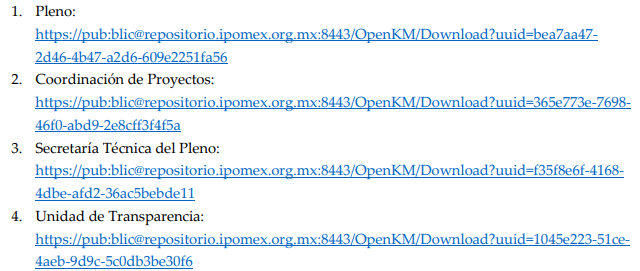 1. Pleno:
https://pub:blic@repositorio.ipomex.org.mx:8443/OpenKM/Download?uuid=bea7aa47-
2d46-4b47-a2d6-609e2251fa56
2. Coordinación de Proyectos:
https://pub:blic@repositorio.ipomex.org.mx:8443/OpenKM/Download?uuid=365e773e-7698-
46f0-abd9-2e8cff3f4f5a
3. Secretaría Técnica del Pleno:
https://pub:blic@repositorio.ipomex.org.mx:8443/OpenKM/Download?uuid=f35f8e6f-4168-
4dbe-afd2-36ac5bebde11
4. Unidad de Transparencia:
https://pub:blic@repositorio.ipomex.org.mx:8443/OpenKM/Download?uuid=1045e223-51ce-
4aeb-9d9c-5c0db3be30f6